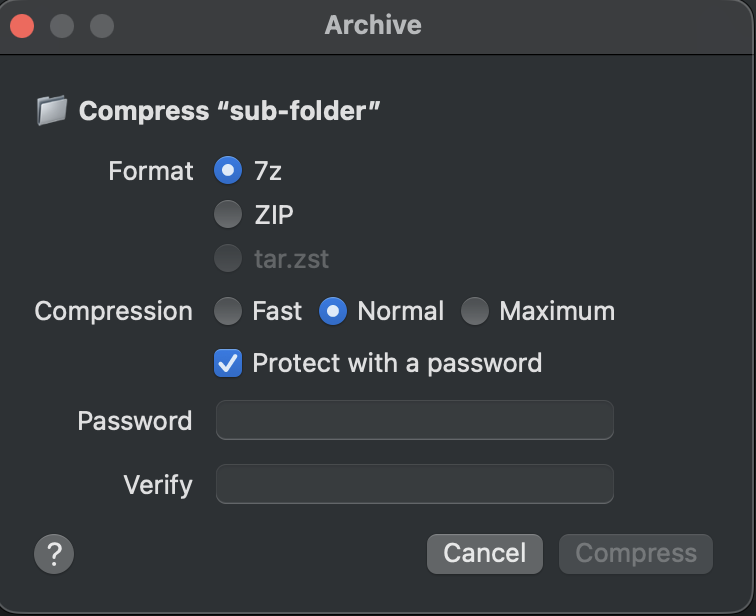 Archive
Compress “sub-folder”
Format 7z
ZIP
tar.zst
Compression Fast Normal Maximum
Protect with a password
Password
Verify
? Cancel Compress